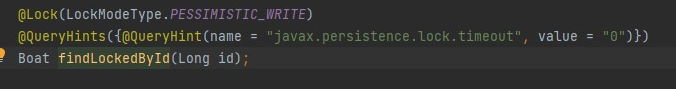 @Lock(LockModeType.PESSIMISTIC_WRITE)
@QueryHints({@QueryHint(name = "javax.persistence.lock.timeout", value = "0")})
Boat findLockedById(Long id);